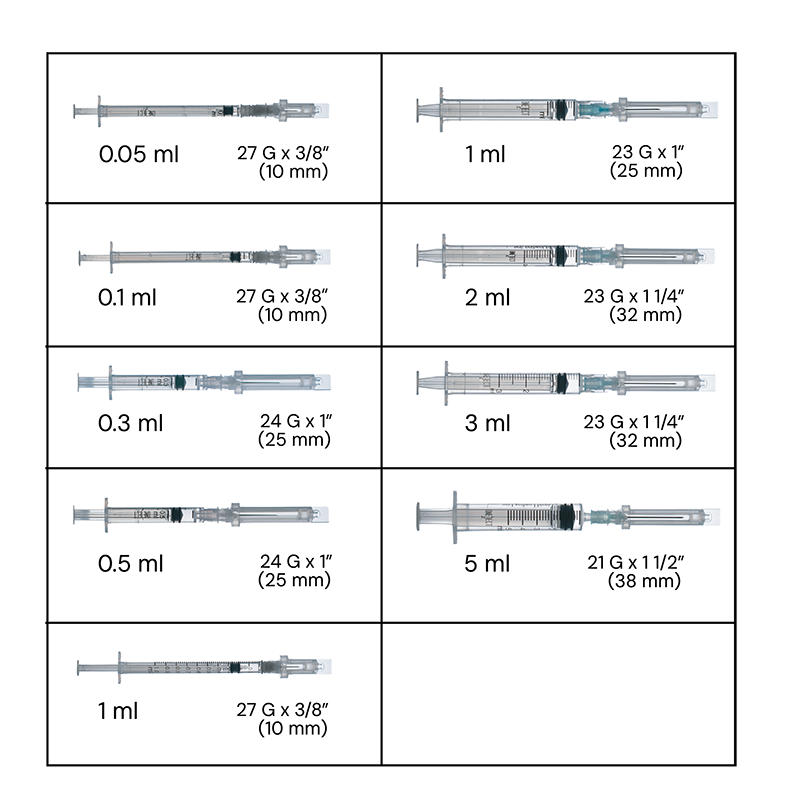 0.05 ml
27 G x 3/8"
(10 mm)
1 ml
23 G x 1"
(25 mm)
0.1 ml
27 G x 3/8"
(10 mm)
2 ml
23 G x 1 1/4"
(32 mm)
0.3 ml
24 G x 1"
(25 mm)
3 ml
23 G x 1 1/4"
(32 mm)
0.5 ml
24 G x 1"
(25 mm)
5 ml
21 G x 1 1/2"
(38 mm)
1 ml
27 G x 3/8"
(10 mm)